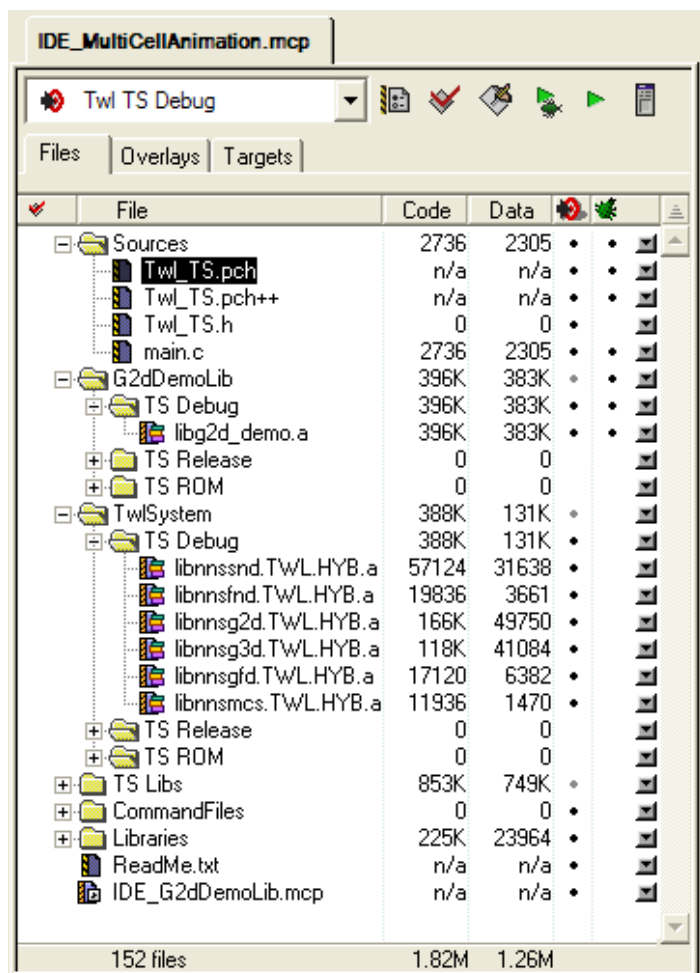 IDE_MultiCellAnimation.mcp
Twl TS Debug
Files Overlays Targets
File Code Data
Sources 2736 2305
Twl_TS.pch n/a n/a
Twl_TS.pch++ n/a n/a
Twl_TS.h 0 0
main.c 2736 2305
G2dDemoLib 396K 383K
TS Debug 396K 383K
libg2d_demo.a 396K 383K
TS Release 0 0
TS ROM 0 0
TwlSystem 388K 131K
TS Debug 388K 131K
libnnssnd.TWL.HYB.a 57124 31638
libnnsfnd.TWL.HYB.a 19836 3661
libnnsg2d.TWL.HYB.a 166K 49750
libnnsg3d.TWL.HYB.a 118K 41084
libnnsgfd.TWL.HYB.a 17120 6382
libnnsmcs.TWL.HYB.a 11936 1470
TS Release 0 0
TS ROM 0 0
TS Libs 853K 749K
CommandFiles 0 0
Libraries 225K 23964
ReadMe.txt n/a n/a
IDE_G2dDemoLib.mcp n/a n/a
152 files 1.82M 1.26M